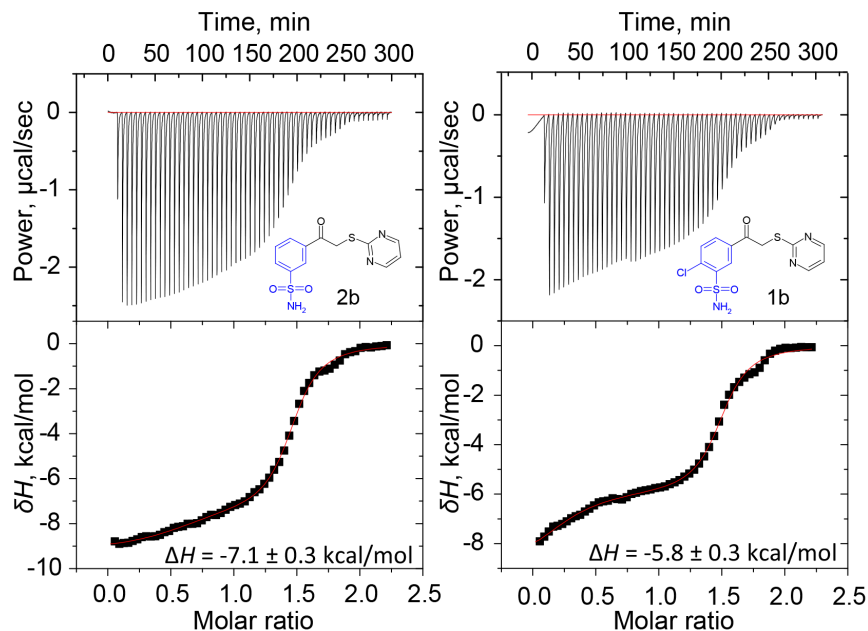 Time, min
0 50 100 150 200 250 300
Power, µcal/sec
0
-1
-2
O
S
N
N
O=S=O
NH2
2b
δH, kcal/mol
0
-2
-4
-6
-8
-10
ΔH = -7.1 ± 0.3 kcal/mol
0.0 0.5 1.0 1.5 2.0 2.5
Molar ratio
Time, min
0 50 100 150 200 250 300
Power, µcal/sec
0
-1
-2
O
S
N
N
Cl
O=S=O
NH2
1b
δH, kcal/mol
0
-2
-4
-6
-8
ΔH = -5.8 ± 0.3 kcal/mol
0.0 0.5 1.0 1.5 2.0 2.5
Molar ratio